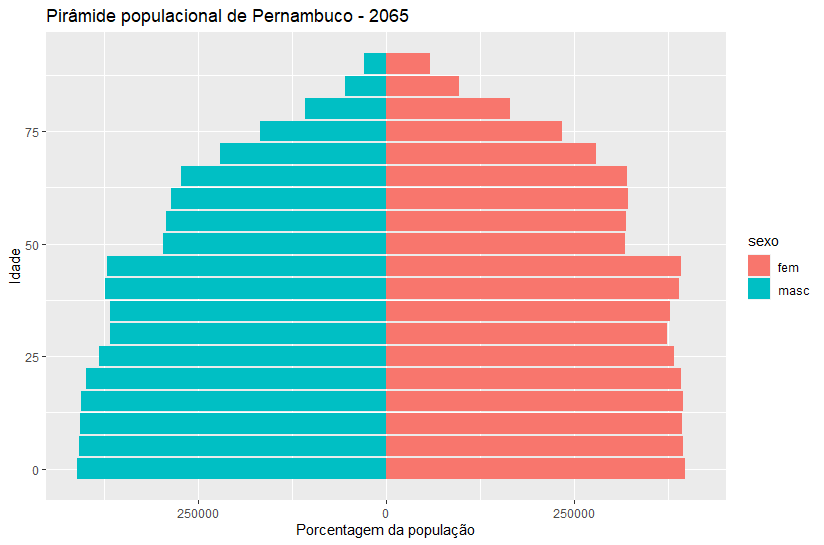 Pirâmide populacional de Pernambuco - 2065
75
50
25
0
Idade
250000 0 250000
Porcentagem da população
sexo
fem
masc